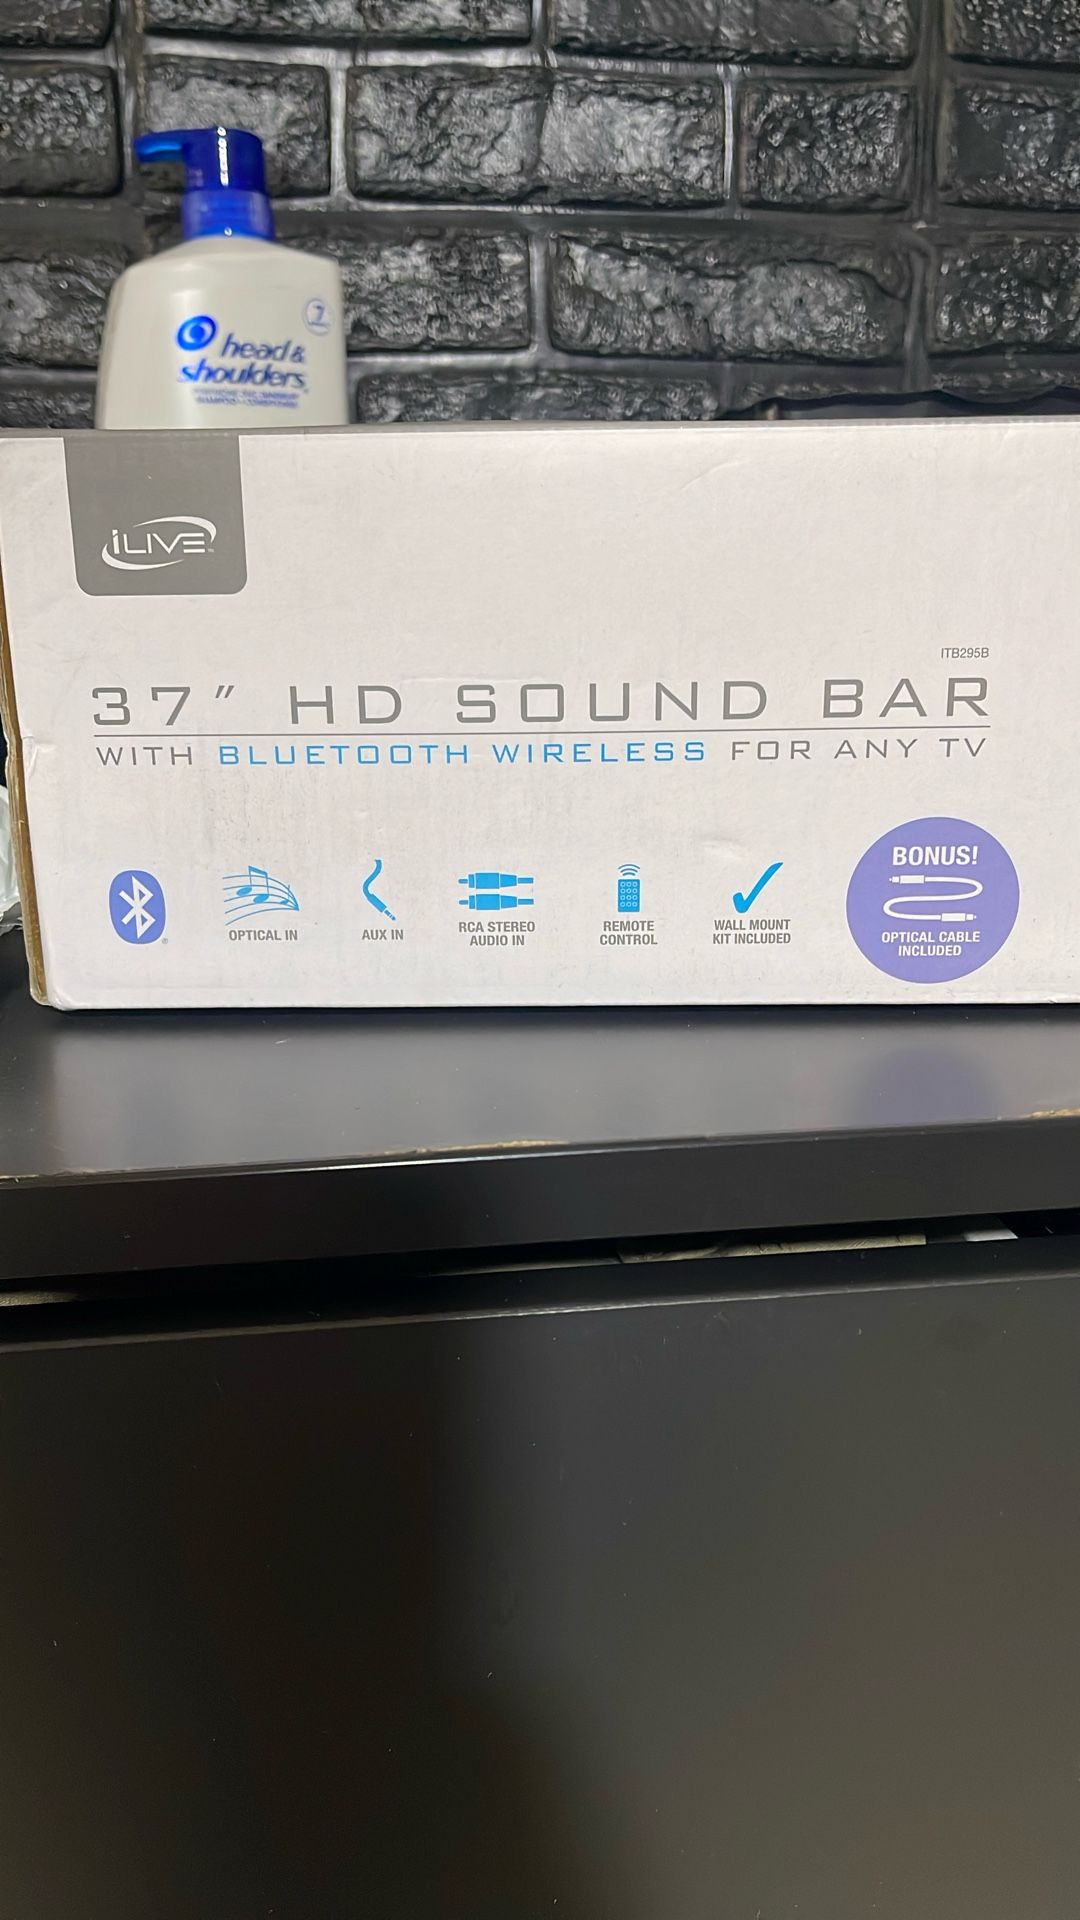 7
head &
shoulders
iLIVE
ITB295B
37" HD SOUND BAR
WITH BLUETOOTH WIRELESS FOR ANY TV
OPTICAL IN
AUX IN
RCA STEREO
AUDIO IN
REMOTE
CONTROL
WALL MOUNT
KIT INCLUDED
BONUS!
OPTICAL CABLE
INCLUDED